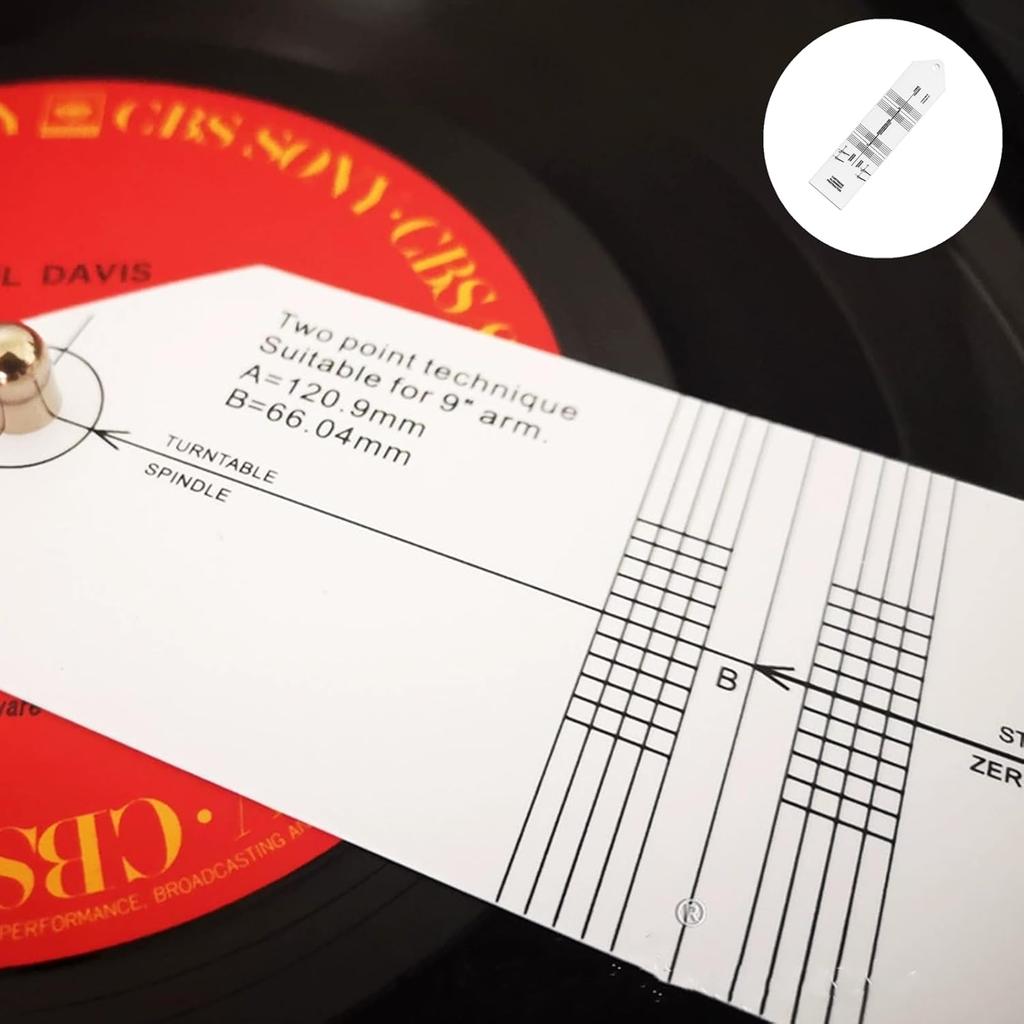 CBS SONY · CBS S
L DAVIS
Two point technique
Suitable for 9" arm.
A=120.9mm
B=66.04mm
TURNTABLE
SPINDLE
B
ST
ZER
®
CBS ·
PERFORMANCE, BROADCASTING A